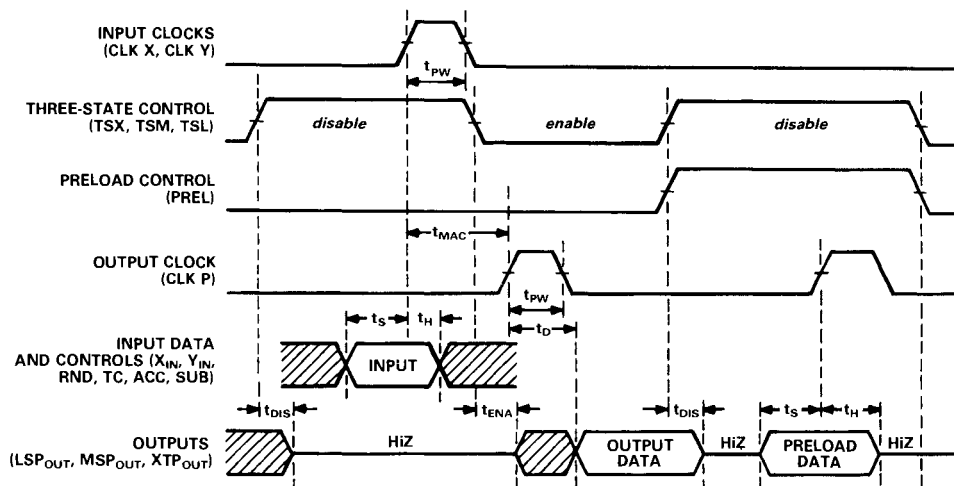 INPUT CLOCKS
(CLK X, CLK Y)
tPW
THREE-STATE CONTROL
(TSX, TSM, TSL)
disable
enable
disable
PRELOAD CONTROL
(PREL)
tMAC
OUTPUT CLOCK
(CLK P)
tPW
tS
tH
tD
INPUT DATA
AND CONTROLS (XIN, YIN,
RND, TC, ACC, SUB)
INPUT
tDIS
tENA
tDIS
tS
tH
OUTPUTS
(LSPOUT, MSPOUT, XTPOUT)
HiZ
OUTPUT
DATA
HiZ
PRELOAD
DATA
HiZ